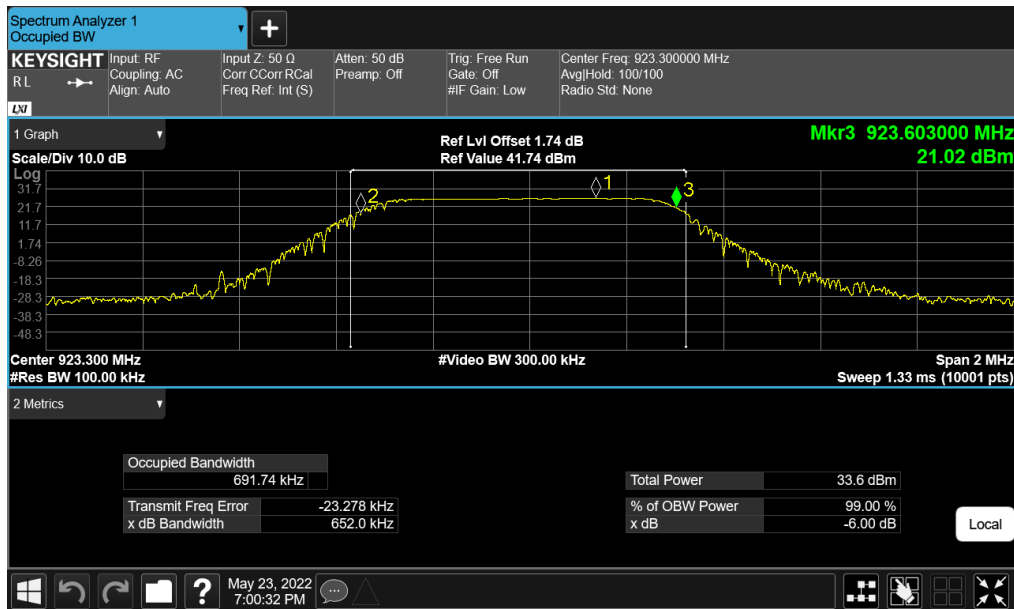 Spectrum Analyzer 1
Occupied BW
KEYSIGHT
R L
LXI
Input: RF
Coupling: AC
Align: Auto
Input Z: 50 Ω
Corr CCorr RCal
Freq Ref: Int (S)
Atten: 50 dB
Preamp: Off
Trig: Free Run
Gate: Off
#IF Gain: Low
Center Freq: 923.300000 MHz
Avg|Hold: 100/100
Radio Std: None
1 Graph
Scale/Div 10.0 dB
Ref Lvl Offset 1.74 dB
Ref Value 41.74 dBm
Mkr3 923.603000 MHz
21.02 dBm
Log
31.7
21.7
11.7
1.74
-8.26
-18.3
-28.3
-38.3
-48.3
2
1
3
Center 923.300 MHz
#Video BW 300.00 kHz
Span 2 MHz
#Res BW 100.00 kHz
Sweep 1.33 ms (10001 pts)
2 Metrics
Occupied Bandwidth
691.74 kHz
Total Power 33.6 dBm
Transmit Freq Error -23.278 kHz
% of OBW Power 99.00 %
x dB Bandwidth 652.0 kHz
x dB -6.00 dB
Local
?
May 23, 2022
7:00:32 PM